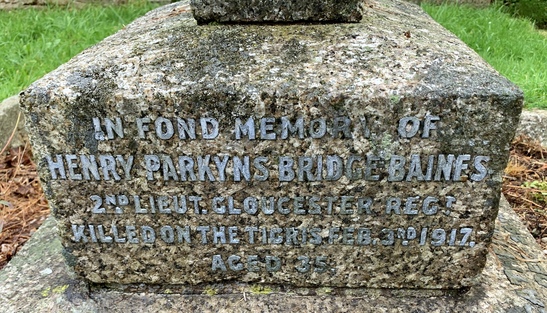 IN FOND MEMORY OF
HENRY PARKYNS BRIDGE BAINES
2ND LIEUT. GLOUCESTER REGT.
KILLED ON THE TIGRIS, FEB. 3RD 1917.
AGED 35.